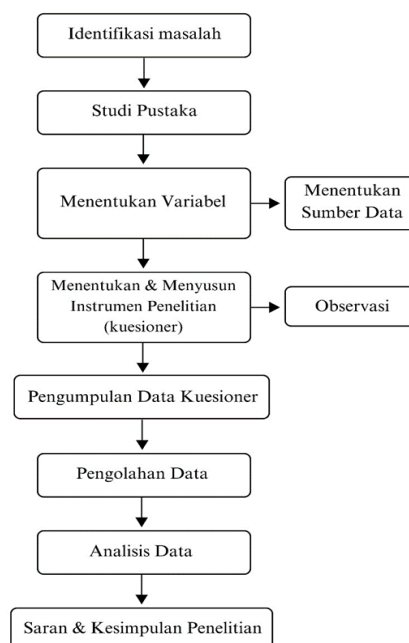 Identifikasi masalah
Studi Pustaka
Menentukan Variabel
Menentukan
Sumber Data
Menentukan & Menyusun
Instrumen Penelitian
(kuesioner)
Observasi
Pengumpulan Data Kuesioner
Pengolahan Data
Analisis Data
Saran & Kesimpulan Penelitian